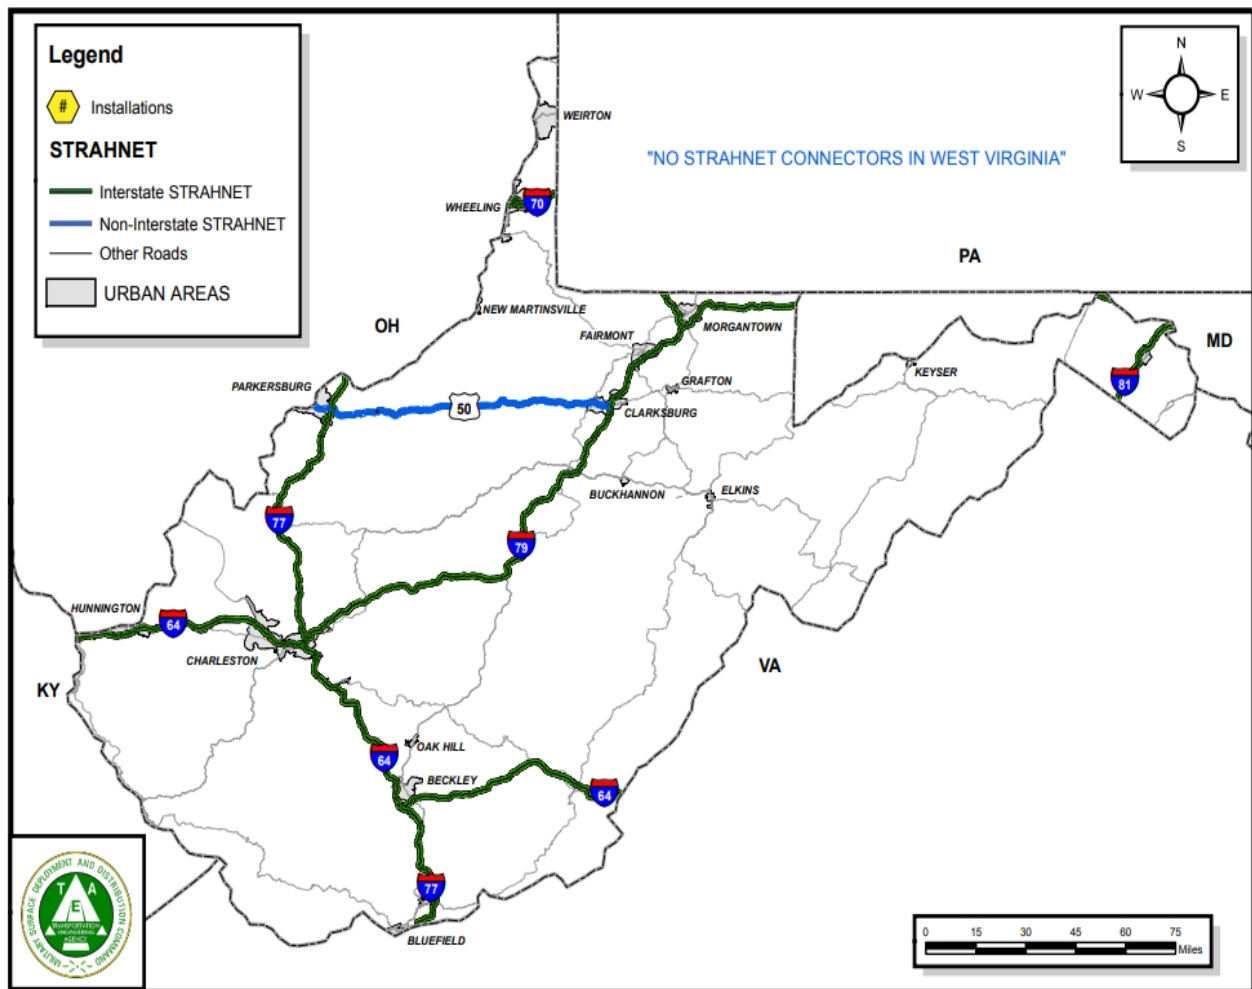 Legend
# Installations
STRAHNET
Interstate STRAHNET
Non-Interstate STRAHNET
Other Roads
URBAN AREAS
N
W E
S
"NO STRAHNET CONNECTORS IN WEST VIRGINIA"
WEIRTON
WHEELING
70
PA
NEW MARTINSVILLE
OH
MORGANTOWN
FAIRMONT
MD
KEYSER
81
GRAFTON
PARKERSBURG
50
CLARKSBURG
BUCKHANNON
ELKINS
77
79
HUNNINGTON
64
CHARLESTON
VA
KY
OAK HILL
64
BECKLEY
64
77
BLUEFIELD
MILITARY SURFACE DEPLOYMENT AND DISTRIBUTION COMMAND
T A
E
TRANSPORTATION
ENGINEERING
AGENCY
0 15 30 45 60 75
Miles